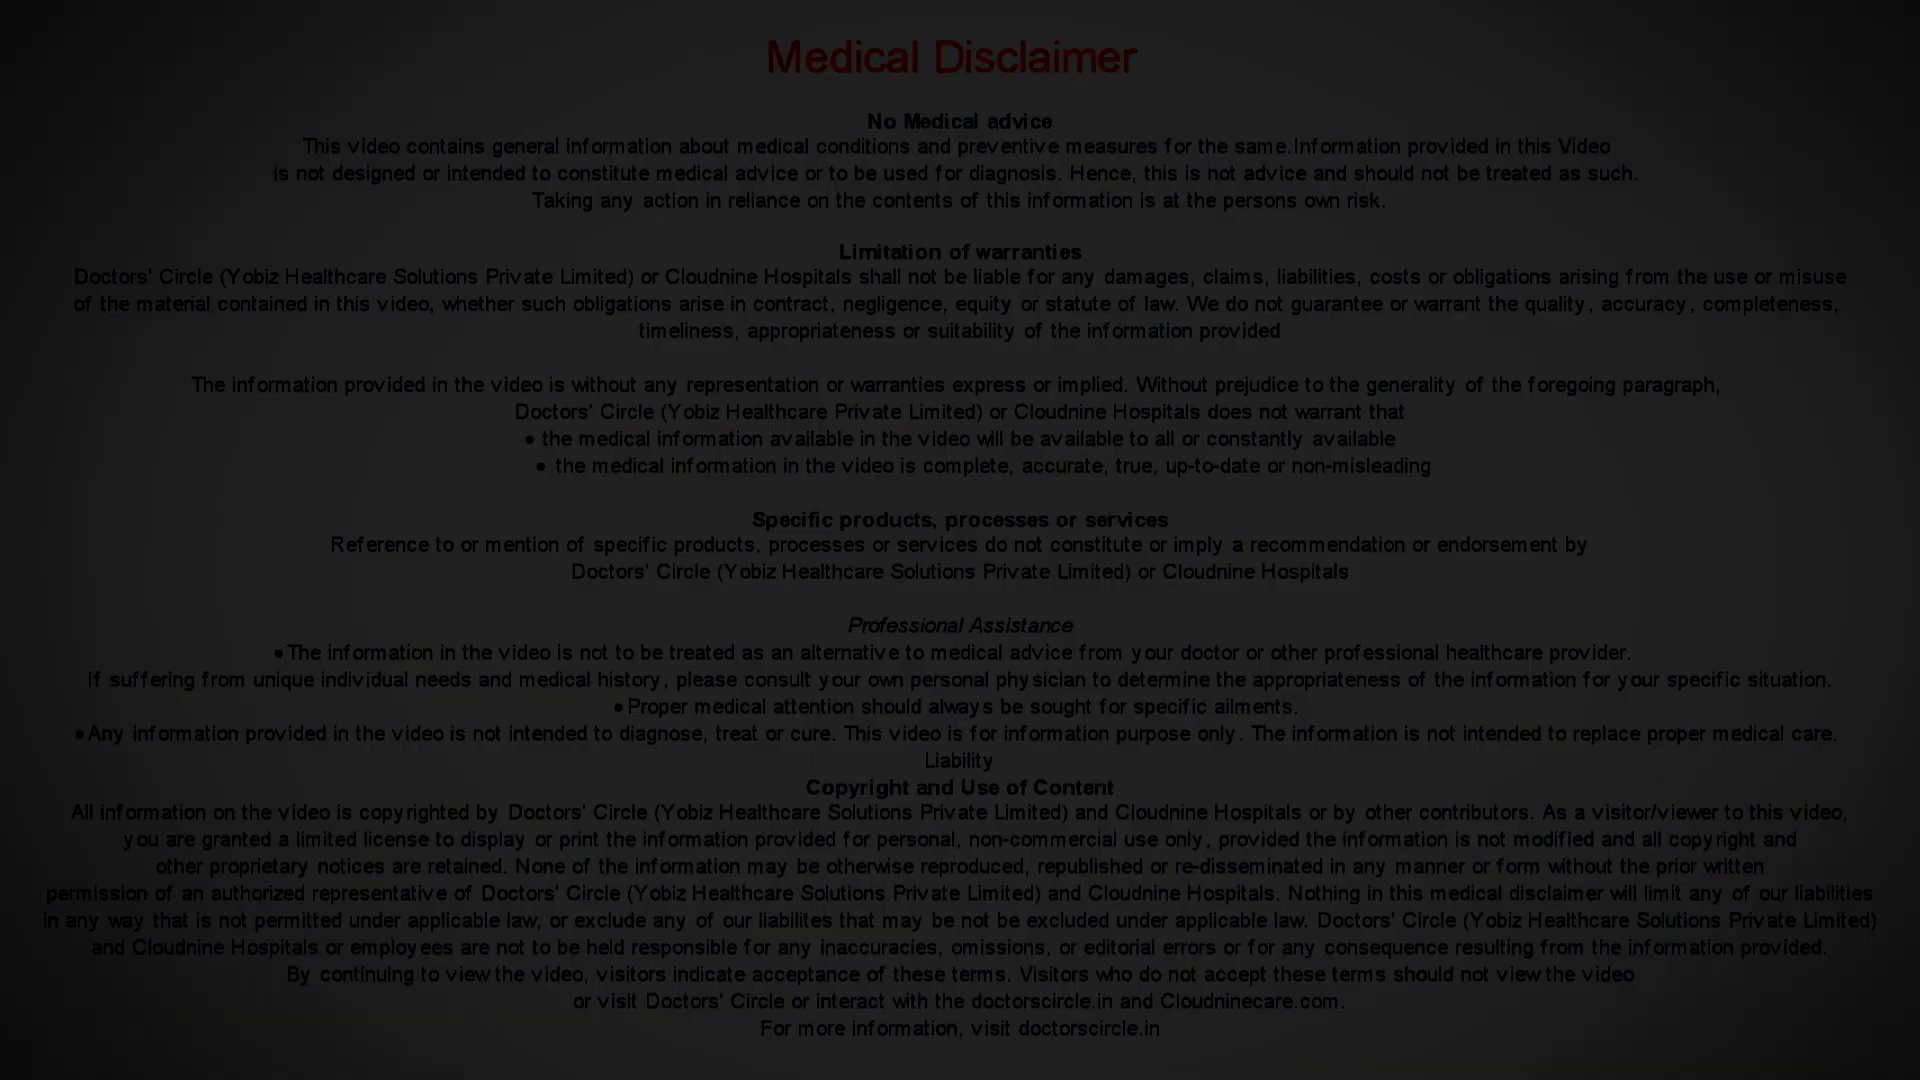 Medical Disclaimer
No Medical advice
This video contains general information about medical conditions and preventive measures for the same.Information provided in this Video
is not designed or intended to constitute medical advice or to be used for diagnosis. Hence, this is not advice and should not be treated as such.
Taking any action in reliance on the contents of this information is at the persons own risk.
Limitation of warranties
Doctors' Circle (Yobiz Healthcare Solutions Private Limited) or Cloudnine Hospitals shall not be liable for any damages, claims, liabilities, costs or obligations arising from the use or misuse
of the material contained in this video, whether such obligations arise in contract, negligence, equity or statute of law. We do not guarantee or warrant the quality, accuracy, completeness,
timeliness, appropriateness or suitability of the information provided
The information provided in the video is without any representation or warranties express or implied. Without prejudice to the generality of the foregoing paragraph,
Doctors' Circle (Yobiz Healthcare Private Limited) or Cloudnine Hospitals does not warrant that
• the medical information available in the video will be available to all or constantly available
• the medical information in the video is complete, accurate, true, up-to-date or non-misleading
Specific products, processes or services
Reference to or mention of specific products, processes or services do not constitute or imply a recommendation or endorsement by
Doctors' Circle (Yobiz Healthcare Solutions Private Limited) or Cloudnine Hospitals
Professional Assistance
•The information in the video is not to be treated as an alternative to medical advice from your doctor or other professional healthcare provider.
If suffering from unique individual needs and medical history, please consult your own personal physician to determine the appropriateness of the information for your specific situation.
•Proper medical attention should always be sought for specific ailments.
•Any information provided in the video is not intended to diagnose, treat or cure. This video is for information purpose only. The information is not intended to replace proper medical care.
Liability
Copyright and Use of Content
All information on the video is copyrighted by Doctors' Circle (Yobiz Healthcare Solutions Private Limited) and Cloudnine Hospitals or by other contributors. As a visitor/viewer to this video,
you are granted a limited license to display or print the information provided for personal, non-commercial use only, provided the information is not modified and all copyright and
other proprietary notices are retained. None of the information may be otherwise reproduced, republished or re-disseminated in any manner or form without the prior written
permission of an authorized representative of Doctors' Circle (Yobiz Healthcare Solutions Private Limited) and Cloudnine Hospitals. Nothing in this medical disclaimer will limit any of our liabilities
in any way that is not permitted under applicable law, or exclude any of our liabilites that may be not be excluded under applicable law. Doctors' Circle (Yobiz Healthcare Solutions Private Limited)
and Cloudnine Hospitals or employees are not to be held responsible for any inaccuracies, omissions, or editorial errors or for any consequence resulting from the information provided.
By continuing to view the video, visitors indicate acceptance of these terms. Visitors who do not accept these terms should not view the video
or visit Doctors' Circle or interact with the doctorscircle.in and Cloudninecare.com.
For more information, visit doctorscircle.in